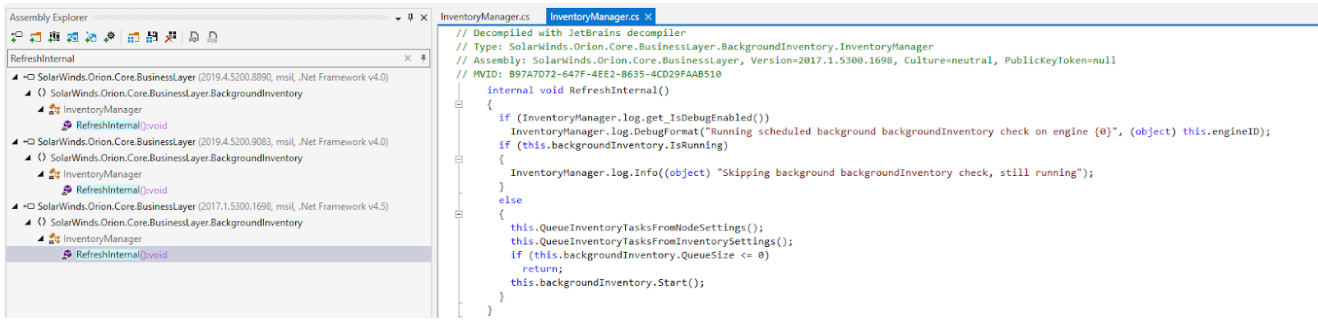 Assembly Explorer
RefreshInternal
SolarWinds.Orion.Core.BusinessLayer (2019.4.5200.8890, msil, .Net Framework v4.0)
SolarWinds.Orion.Core.BusinessLayer.BackgroundInventory
InventoryManager
RefreshInternal():void
SolarWinds.Orion.Core.BusinessLayer (2019.4.5200.9083, msil, .Net Framework v4.0)
SolarWinds.Orion.Core.BusinessLayer.BackgroundInventory
InventoryManager
RefreshInternal():void
SolarWinds.Orion.Core.BusinessLayer (2017.1.5300.1698, msil, .Net Framework v4.5)
SolarWinds.Orion.Core.BusinessLayer.BackgroundInventory
InventoryManager
RefreshInternal():void
InventoryManager.cs InventoryManager.cs
// Decompiled with JetBrains decompiler
// Type: SolarWinds.Orion.Core.BusinessLayer.BackgroundInventory.InventoryManager
// Assembly: SolarWinds.Orion.Core.BusinessLayer, Version=2017.1.5300.1698, Culture=neutral, PublicKeyToken=null
// MVID: B97A7D72-647F-4EE2-8635-4CD29FAAB510
internal void RefreshInternal()
{
if (InventoryManager.log.get_IsDebugEnabled())
InventoryManager.log.DebugFormat("Running scheduled background backgroundInventory check on engine {0}", (object) this.engineID);
if (this.backgroundInventory.IsRunning)
{
InventoryManager.log.Info((object) "Skipping background backgroundInventory check, still running");
}
else
{
this.QueueInventoryTasksFromNodeSettings();
this.QueueInventoryTasksFromInventorySettings();
if (this.backgroundInventory.QueueSize <= 0)
return;
this.backgroundInventory.Start();
}
}